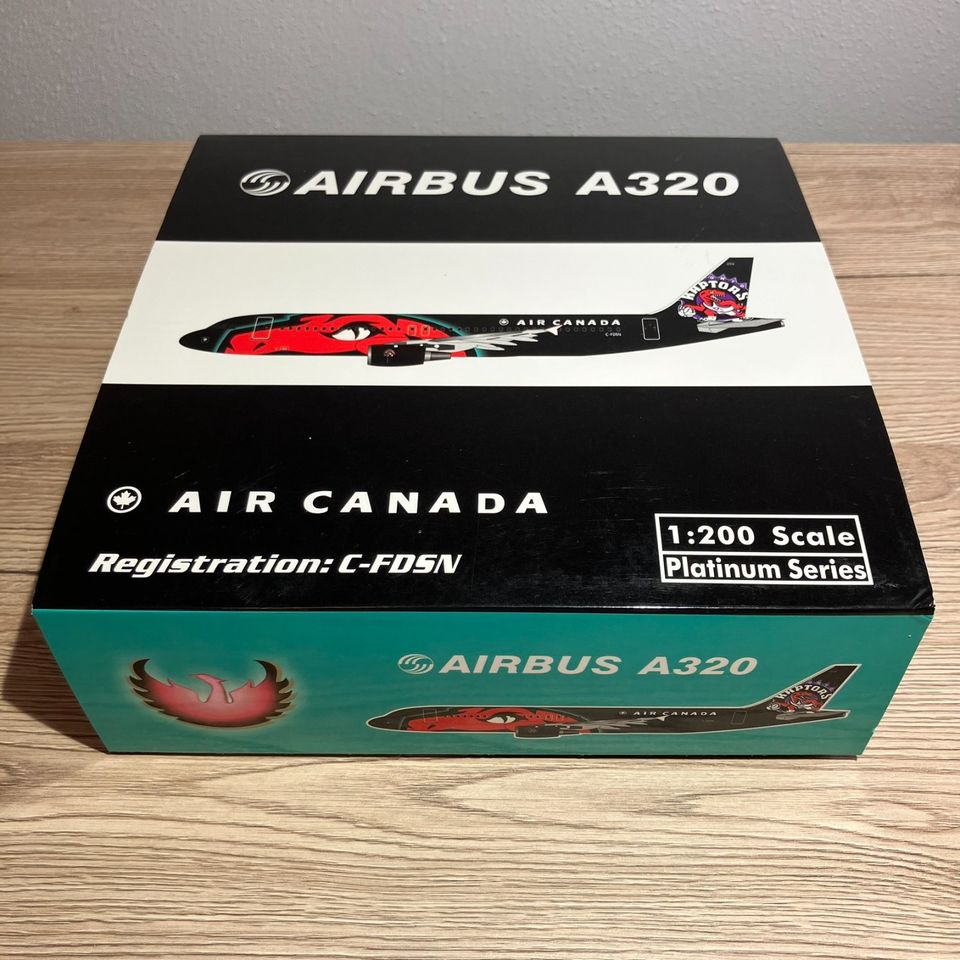 AIRBUS A320
RAPTORS
AIR CANADA
C-FDSN
AIR CANADA
Registration: C-FDSN
1:200 Scale
Platinum Series
AIRBUS A320
RAPTORS
AIR CANADA